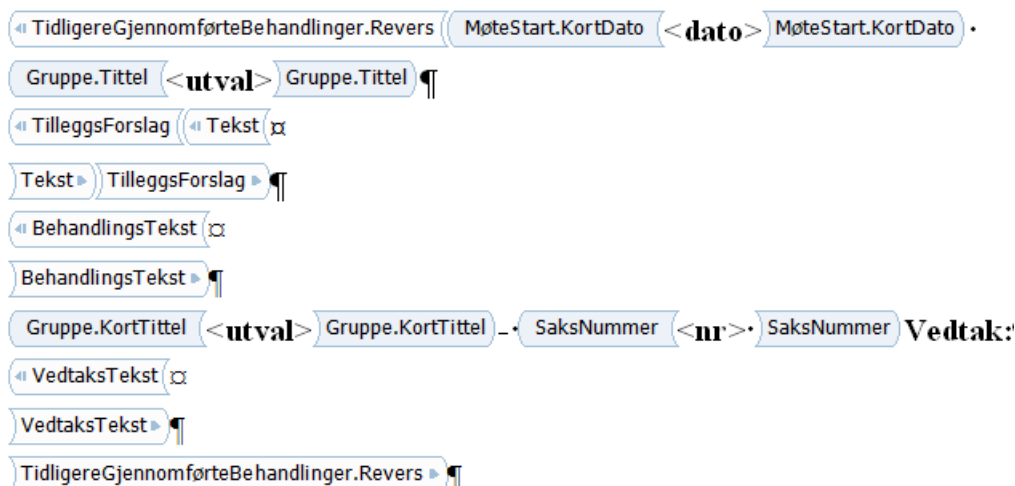 TidligereGjennomførteBehandlinger.Revers MøteStart.KortDato <dato> MøteStart.KortDato ·
Gruppe.Tittel <utval> Gruppe.Tittel ¶
TilleggsForslag Tekst ¤
Tekst TilleggsForslag ¶
BehandlingsTekst ¤
BehandlingsTekst ¶
Gruppe.KortTittel <utval> Gruppe.KortTittel -· SaksNummer <nr>· SaksNummer Vedtak:
VedtaksTekst ¤
VedtaksTekst ¶
TidligereGjennomførteBehandlinger.Revers ¶